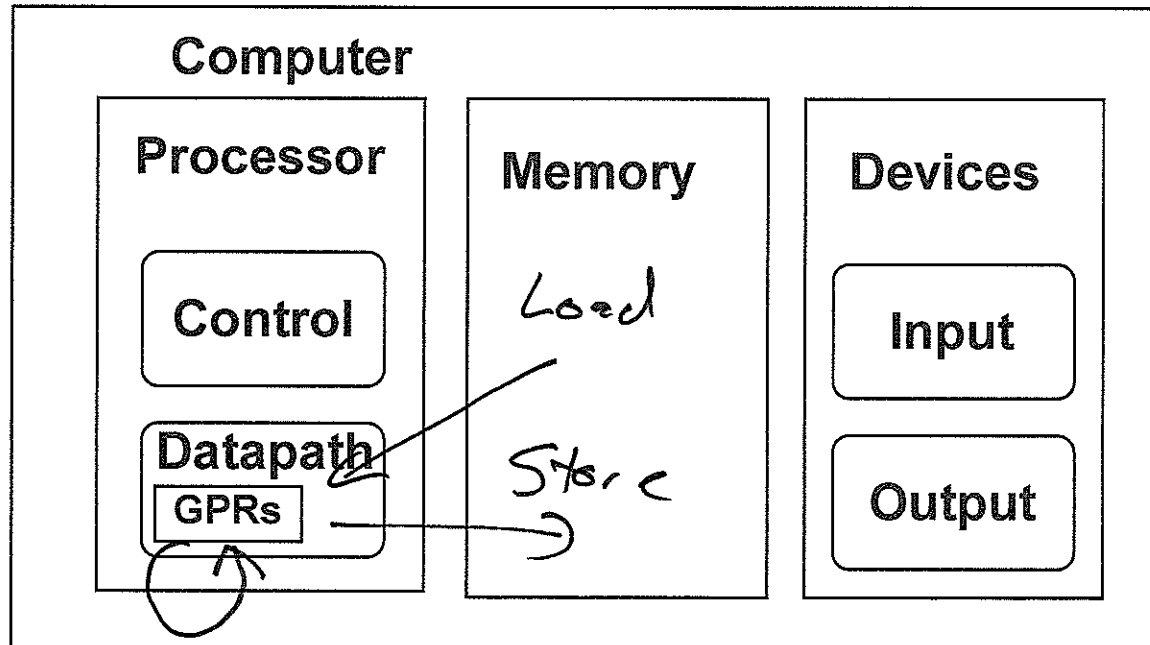 Computer
Processor
Control
Datapath
GPRs
Memory
Load
Store
Devices
Input
Output